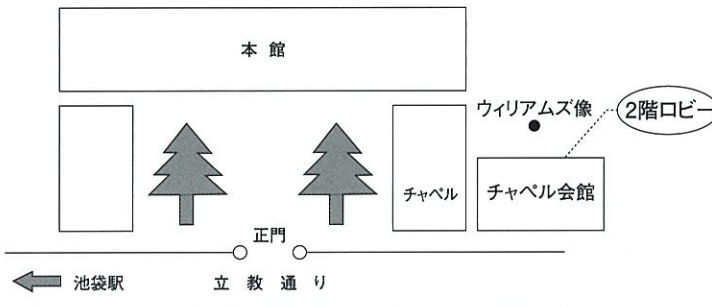 本館
ウィリアムズ像
2階ロビー
チャペル
チャペル会館
正門
池袋駅
立教通り